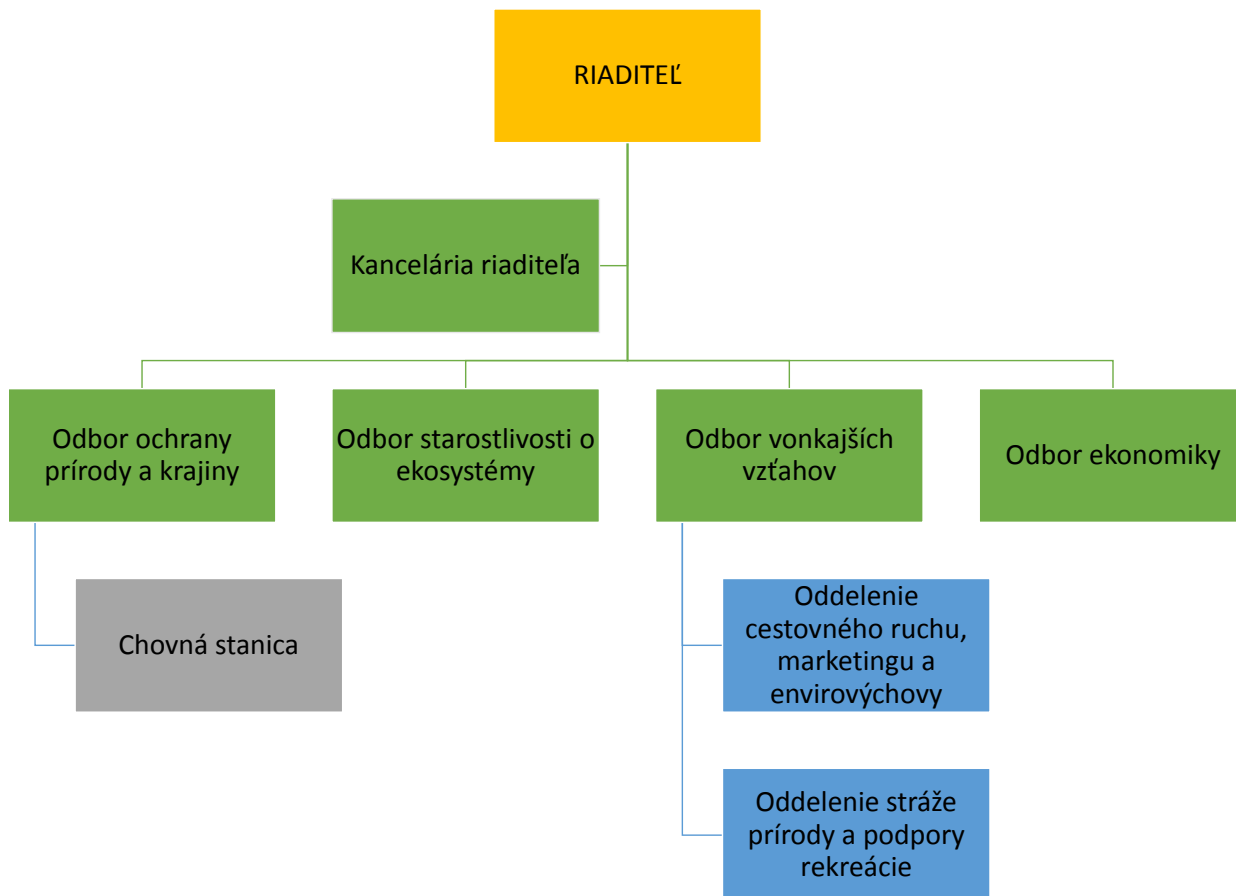 RIADITEĽ
Kancelária riaditeľa
Odbor ochrany
prírody a krajiny
Odbor starostlivosti o
ekosystémy
Odbor vonkajších
vzťahov
Odbor ekonomiky
Chovná stanica
Oddelenie
cestovného ruchu,
marketingu a
envirovýchovy
Oddelenie stráže
prírody a podpory
rekreácie